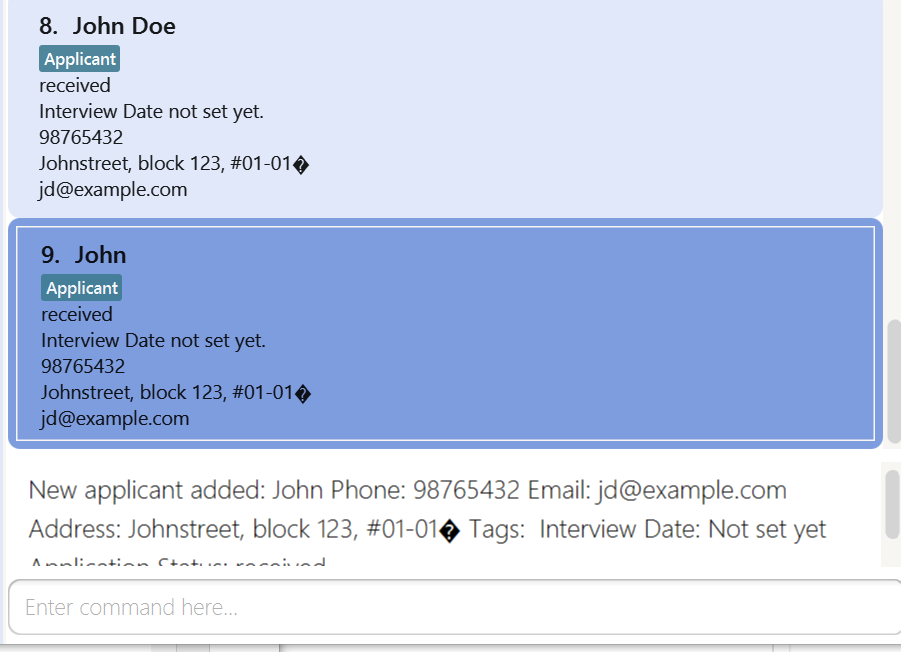 8. John Doe
Applicant
received
Interview Date not set yet.
98765432
Johnstreet, block 123, #01-01�
jd@example.com
9. John
Applicant
received
Interview Date not set yet.
98765432
Johnstreet, block 123, #01-01�
jd@example.com
New applicant added: John Phone: 98765432 Email: jd@example.com
Address: Johnstreet, block 123, #01-01� Tags:  Interview Date: Not set yet
Application Status: received
Enter command here...